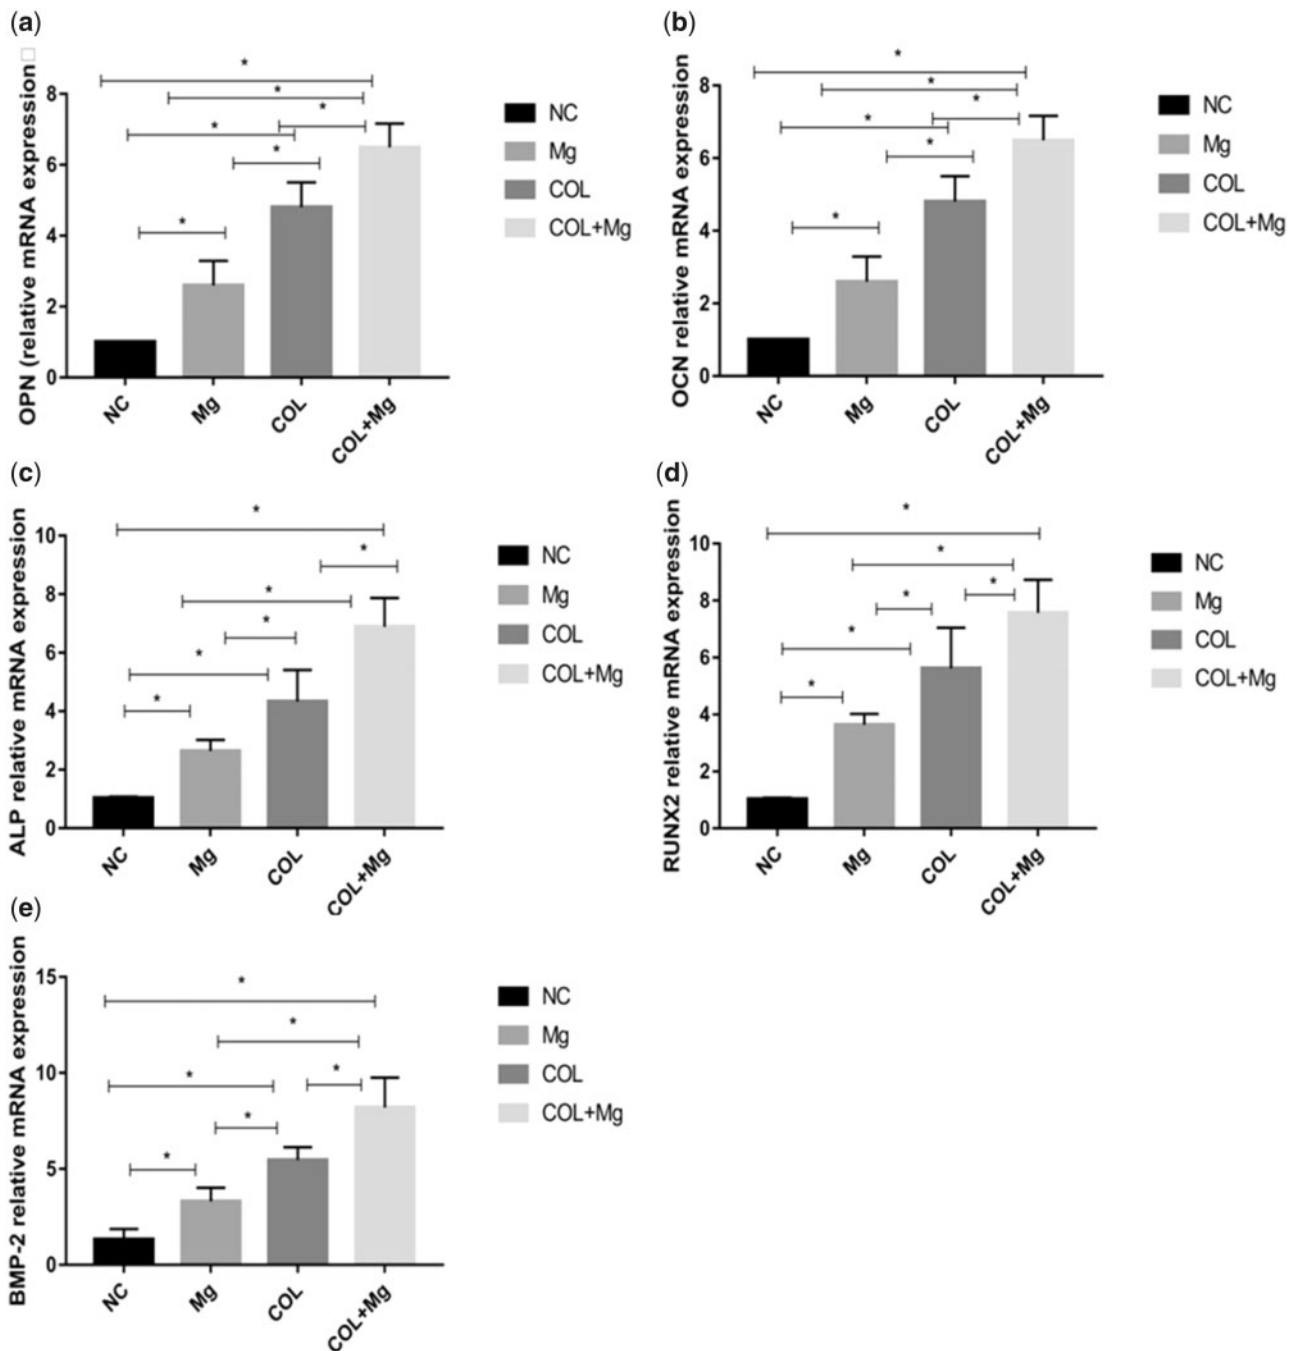 (a)
OPN (relative mRNA expression
8
6
4
2
0
*
*
*
*
*
*
NC
Mg
COL
COL+Mg
NC
Mg
COL
COL+Mg
(b)
OCN relative mRNA expression
8
6
4
2
0
*
*
*
*
*
*
NC
Mg
COL
COL+Mg
NC
Mg
COL
COL+Mg
(c)
ALP relative mRNA expression
10
8
6
4
2
0
*
*
*
*
*
*
NC
Mg
COL
COL+Mg
NC
Mg
COL
COL+Mg
(d)
RUNX2 relative mRNA expression
10
8
6
4
2
0
*
*
*
*
*
*
NC
Mg
COL
COL+Mg
NC
Mg
COL
COL+Mg
(e)
BMP-2 relative mRNA expression
15
10
5
0
*
*
*
*
*
*
NC
Mg
COL
COL+Mg
NC
Mg
COL
COL+Mg